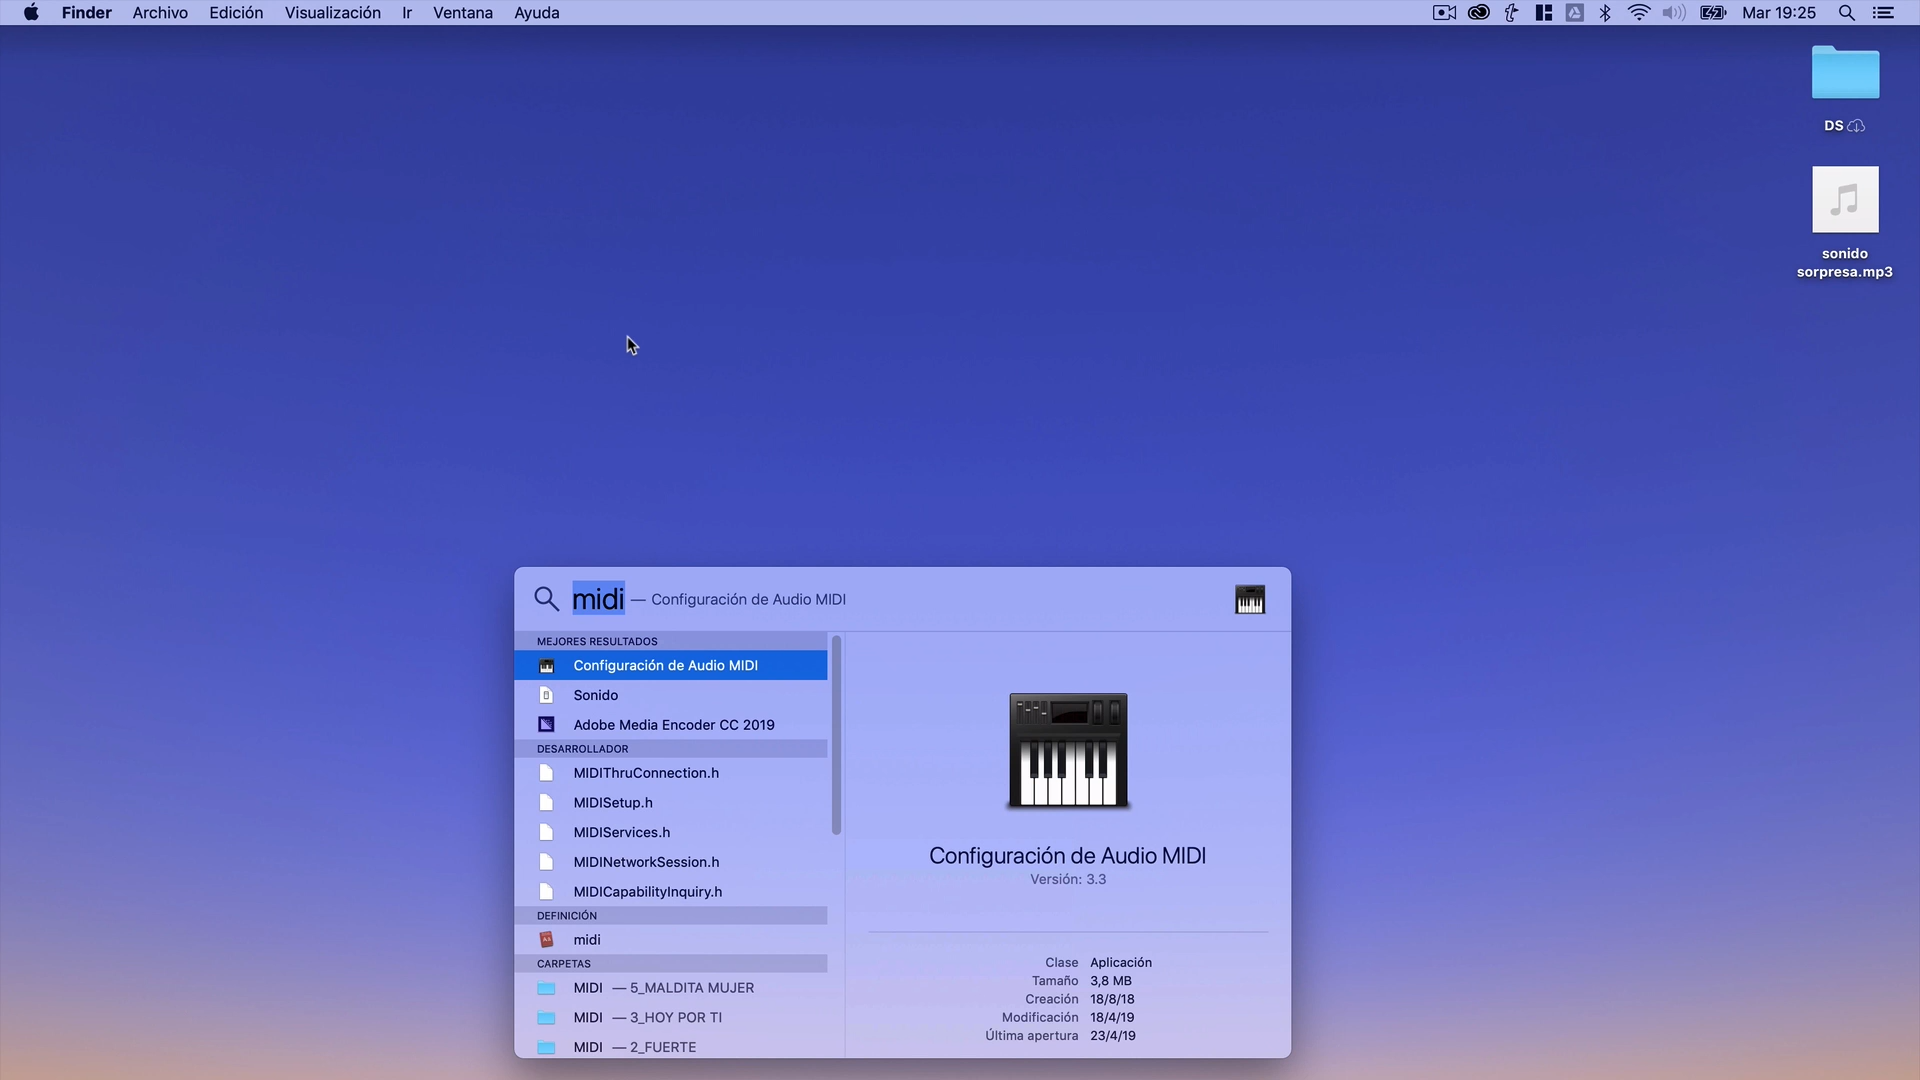 Finder Archivo Edición Visualización Ir Ventana Ayuda Mar 19:25
DS
sonido
sorpresa.mp3
midi — Configuración de Audio MIDI
MEJORES RESULTADOS
Configuración de Audio MIDI
Sonido
Adobe Media Encoder CC 2019
DESARROLLADOR
MIDIThruConnection.h
MIDISetup.h
MIDIServices.h
MIDINetworkSession.h
MIDICapabilityInquiry.h
DEFINICIÓN
midi
CARPETAS
MIDI — 5_MALDITA MUJER
MIDI — 3_HOY POR TI
MIDI — 2_FUERTE
Configuración de Audio MIDI
Versión: 3.3
Clase Aplicación
Tamaño 3,8 MB
Creación 18/8/18
Modificación 18/4/19
Última apertura 23/4/19